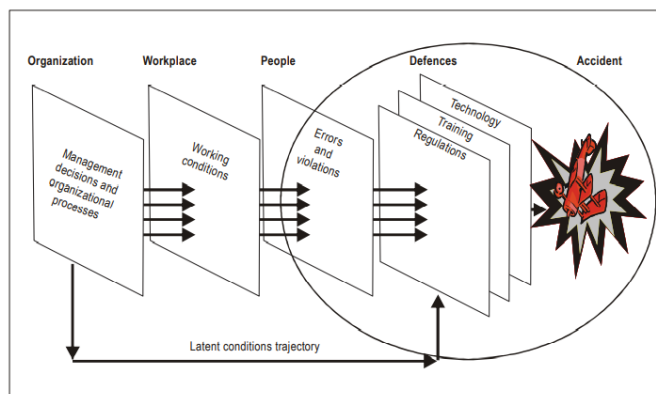 Organization
Workplace
People
Defences
Accident
Management
decisions and
organizational
processes
Working
conditions
Errors
and
violations
Technology
Training
Regulations
Latent conditions trajectory